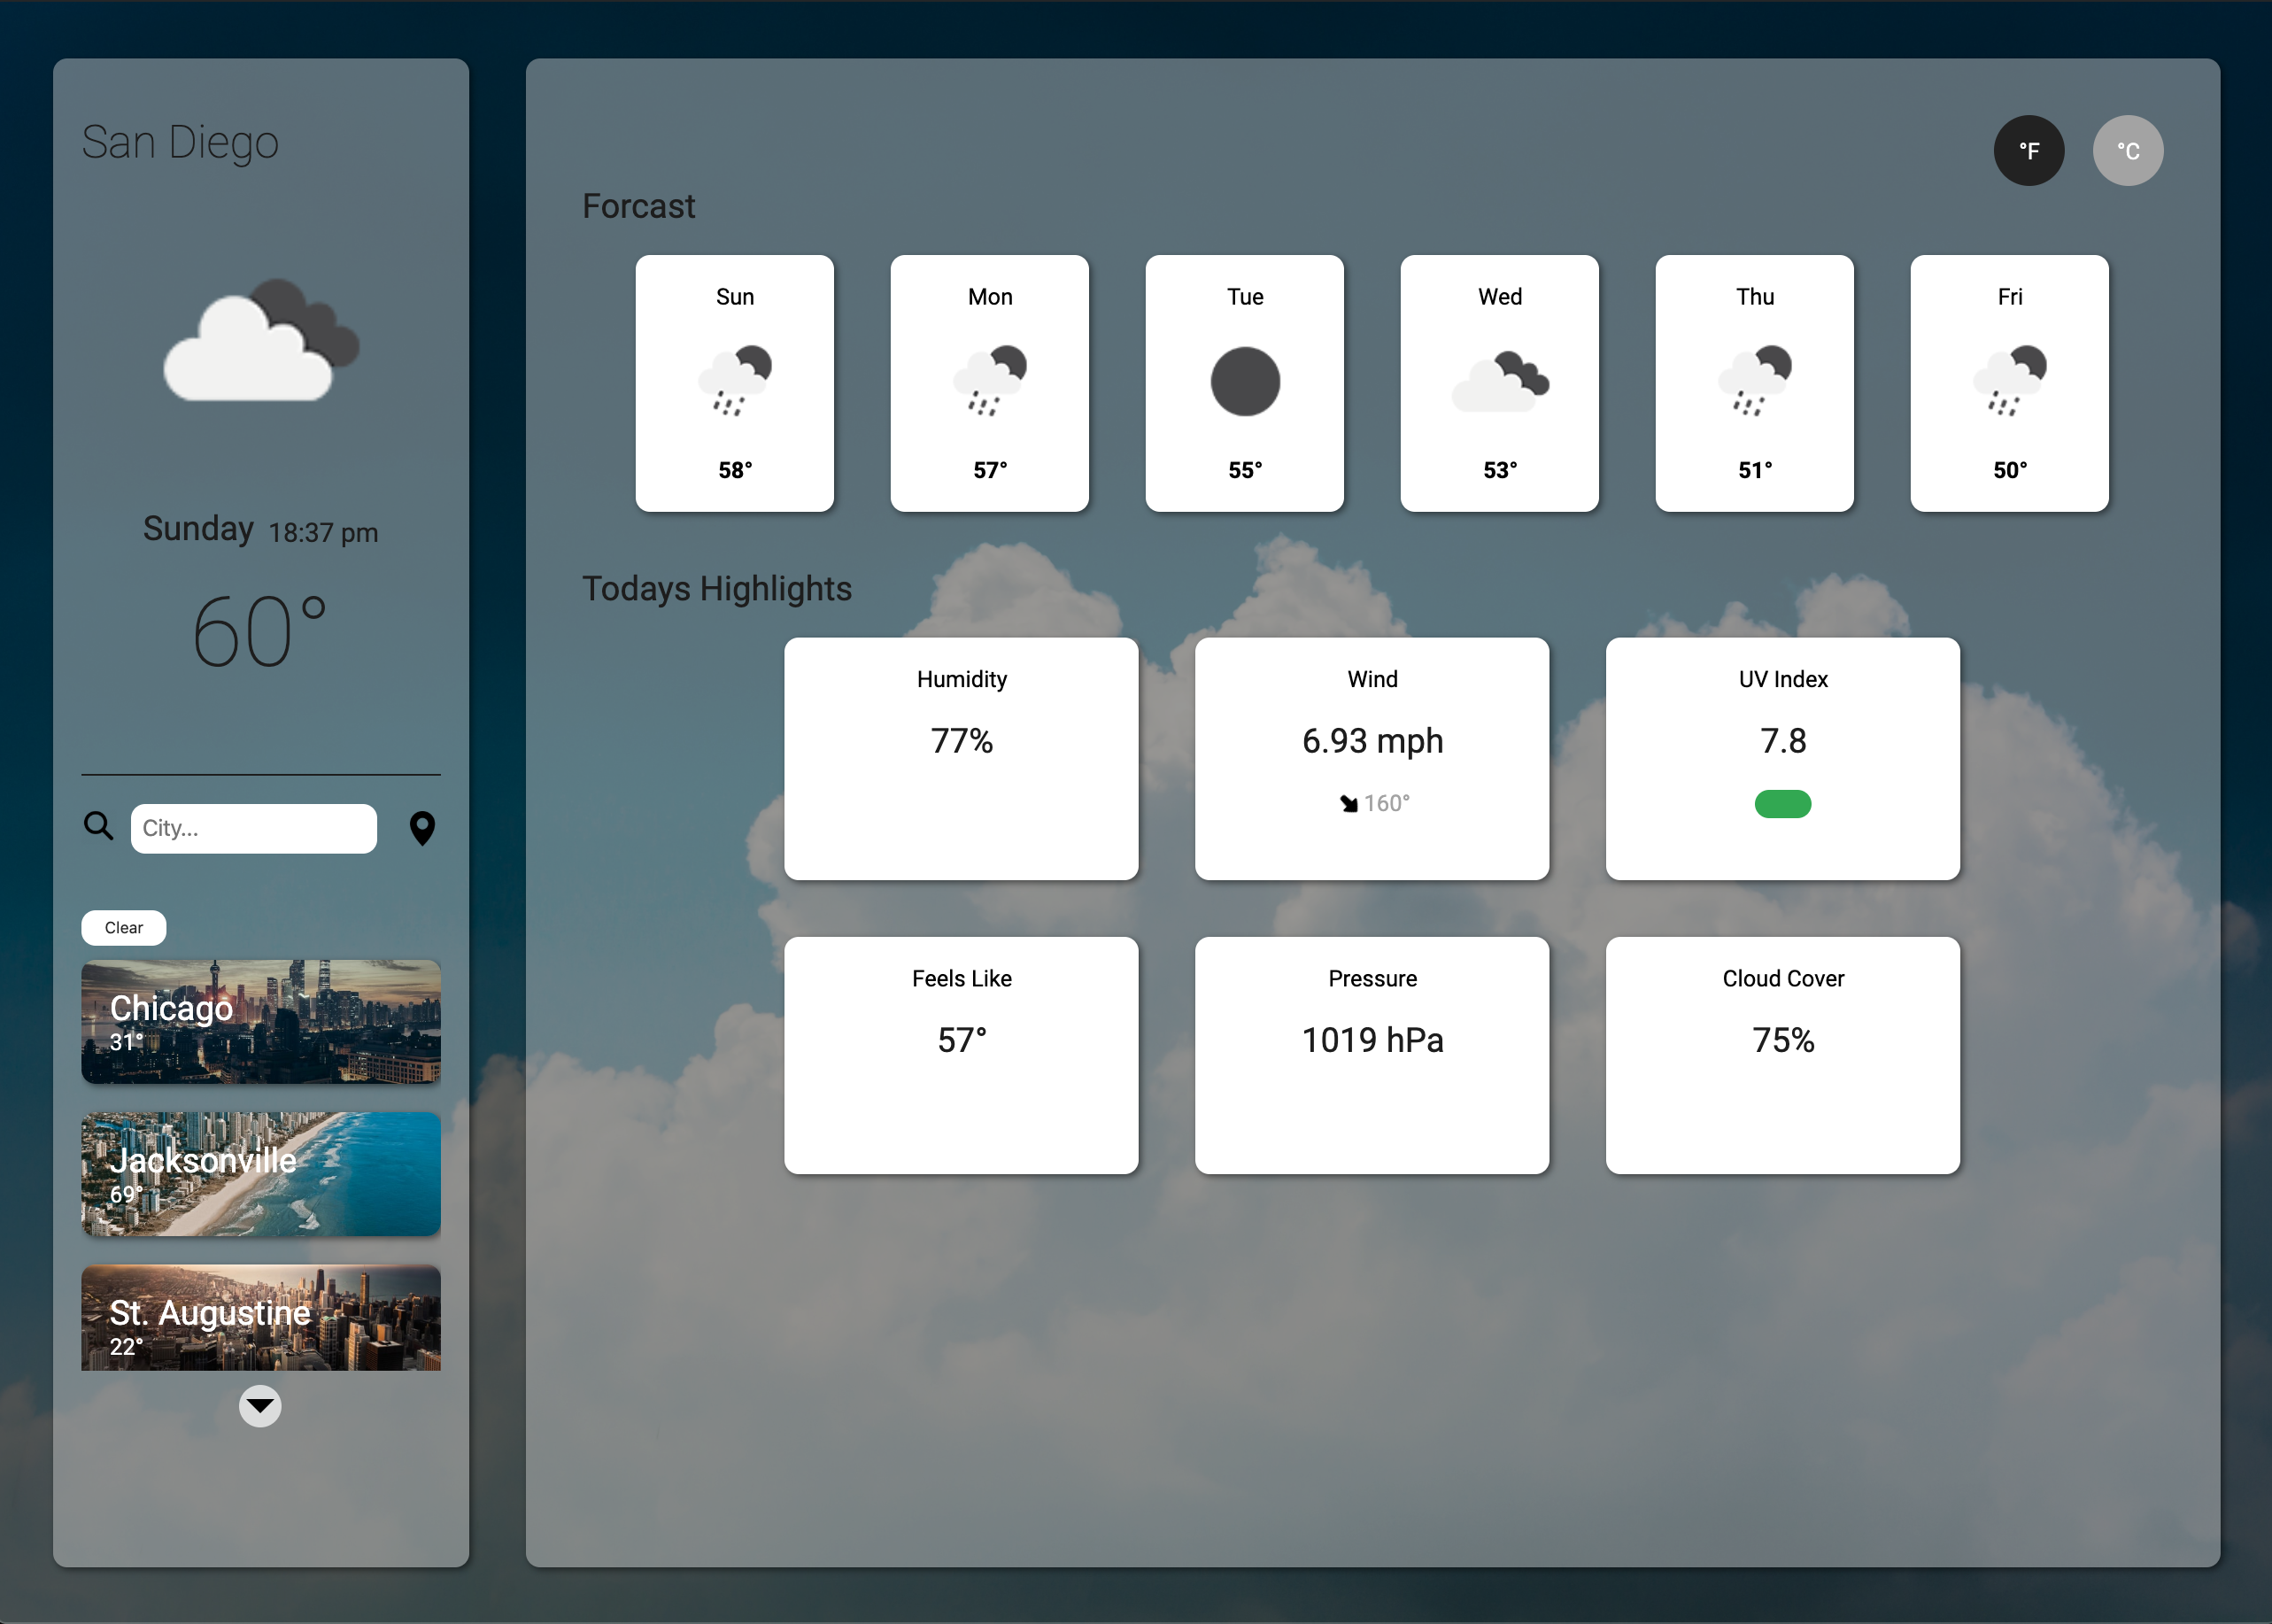 San Diego
Sunday 18:37 pm
60°
City...
Clear
Chicago
31°
Jacksonville
69°
St. Augustine
22°
°F °C
Forcast
Sun Mon Tue Wed Thu Fri
58° 57° 55° 53° 51° 50°
Todays Highlights
Humidity Wind UV Index
77% 6.93 mph 7.8
160°
Feels Like Pressure Cloud Cover
57° 1019 hPa 75%